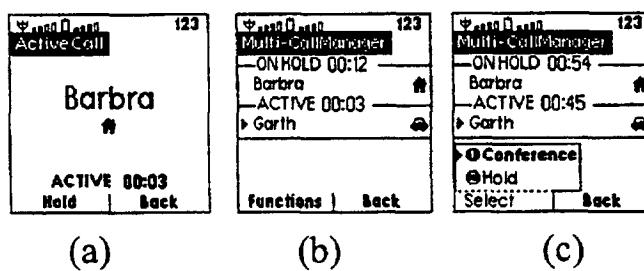 123
Active Call
Barbra
ACTIVE 00:03
Hold Back
(a)
123
Multi-CallManager
ON HOLD 00:12
Barbra
ACTIVE 00:03
Garth
Functions Back
(b)
123
Multi-CallManager
ON HOLD 00:54
Barbra
ACTIVE 00:45
Garth
1 Conference
Hold
Select Back
(c)